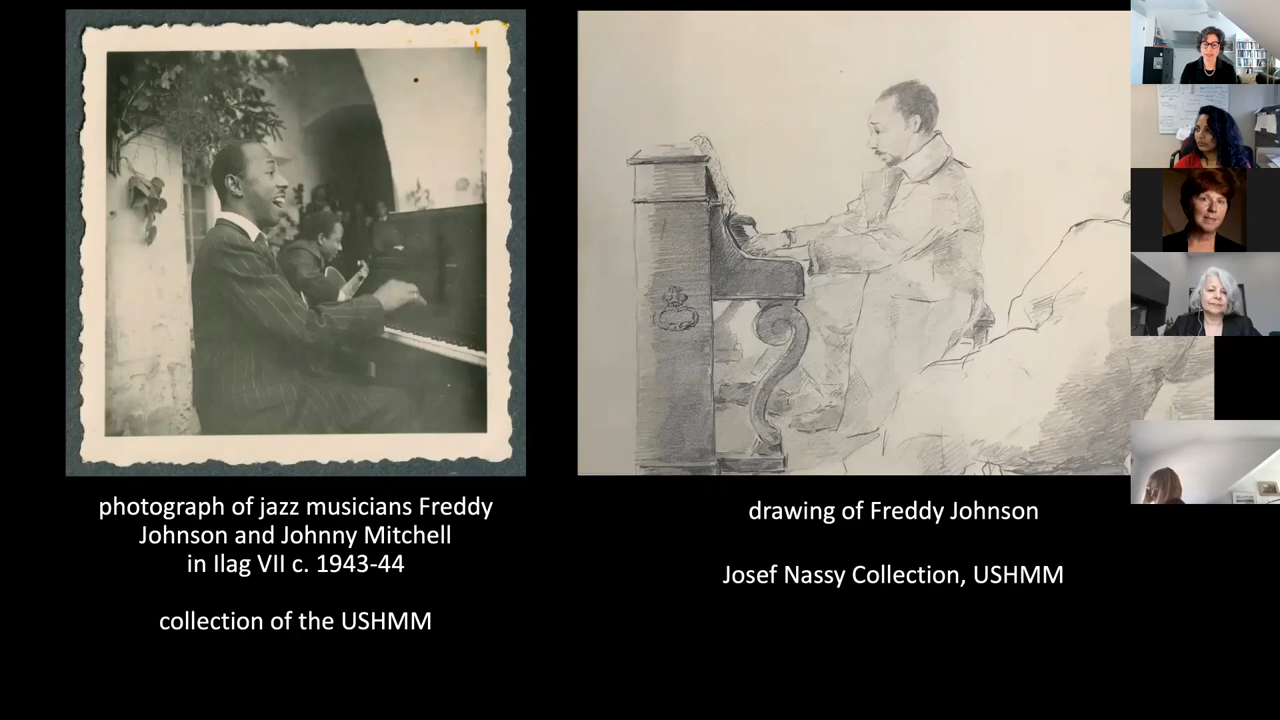 photograph of jazz musicians Freddy
Johnson and Johnny Mitchell
in Ilag VII c. 1943-44
collection of the USHMM
drawing of Freddy Johnson
Josef Nassy Collection, USHMM